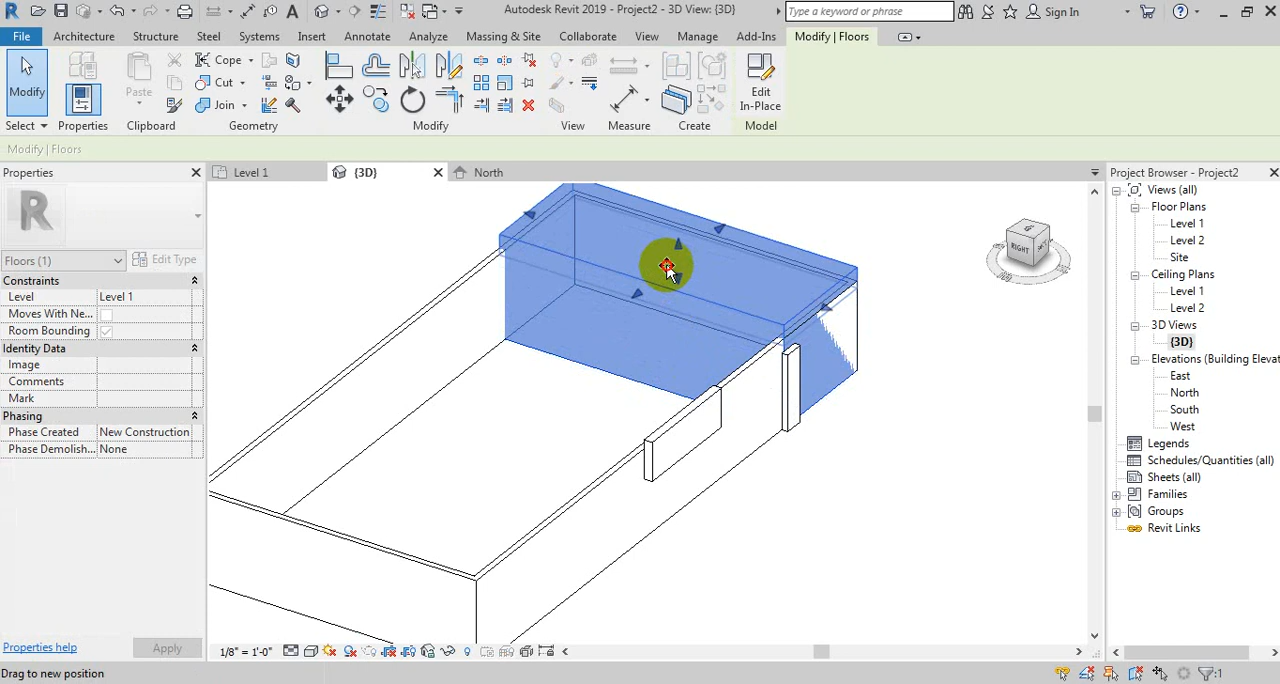 Autodesk Revit 2019 - Project2 - 3D View: {3D}
Type a keyword or phrase
Sign In
File Architecture Structure Steel Systems Insert Annotate Analyze Massing & Site Collaborate View Manage Add-Ins Modify | Floors
Modify
Paste
Cope
Cut
Join
Edit
In-Place
Select Properties Clipboard Geometry Modify View Measure Create Model
Modify | Floors
Properties
Level 1
{3D}
North
Project Browser - Project2
R
Floors (1)
Edit Type
Constraints
Level Level 1
Moves With Ne...
Room Bounding
Identity Data
Image
Comments
Mark
Phasing
Phase Created New Construction
Phase Demolish... None
Properties help
Apply
RIGHT
Views (all)
Floor Plans
Level 1
Level 2
Site
Ceiling Plans
Level 1
Level 2
3D Views
{3D}
Elevations (Building Elevat
East
North
South
West
Legends
Schedules/Quantities (all)
Sheets (all)
Families
Groups
Revit Links
1/8" = 1'-0"
Drag to new position
:1